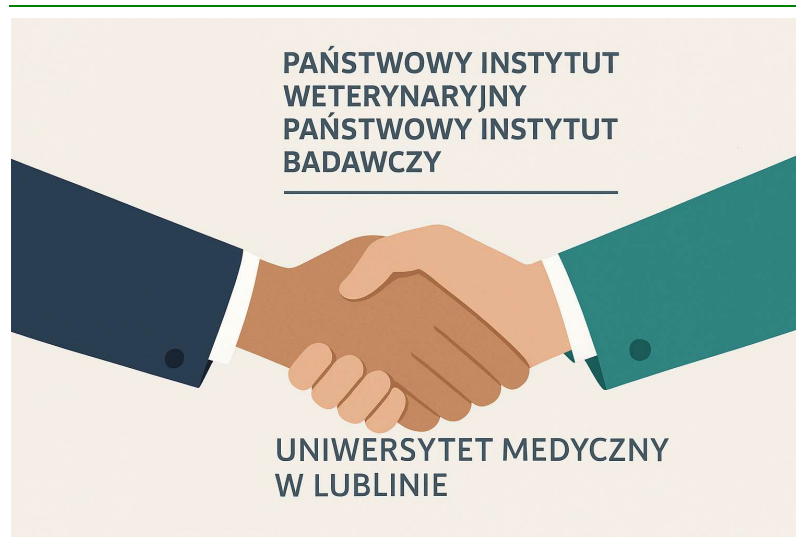 PAŃSTWOWY INSTYTUT
WETERYNARYJNY
PAŃSTWOWY INSTYTUT
BADAWCZY
UNIWERSYTET MEDYCZNY
W LUBLINIE